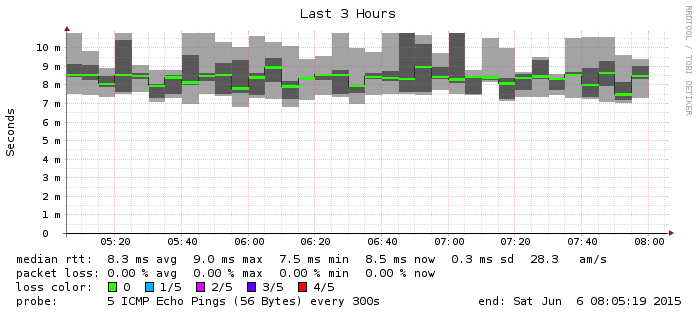 Last 3 Hours
RRDTOOL / TOBI OETIKER
Seconds
10 m
9 m
8 m
7 m
6 m
5 m
4 m
3 m
2 m
1 m
0
05:20 05:40 06:00 06:20 06:40 07:00 07:20 07:40 08:00
median rtt: 8.3 ms avg 9.0 ms max 7.5 ms min 8.5 ms now 0.3 ms sd 28.3 am/s
packet loss: 0.00 % avg 0.00 % max 0.00 % min 0.00 % now
loss color: 0 1/5 2/5 3/5 4/5
probe: 5 ICMP Echo Pings (56 Bytes) every 300s end: Sat Jun 6 08:05:19 2015